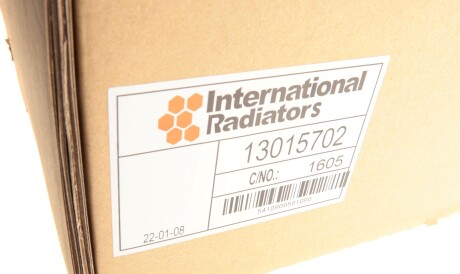 International
Radiators
13015702
C/NO.: 1605
22-01-08